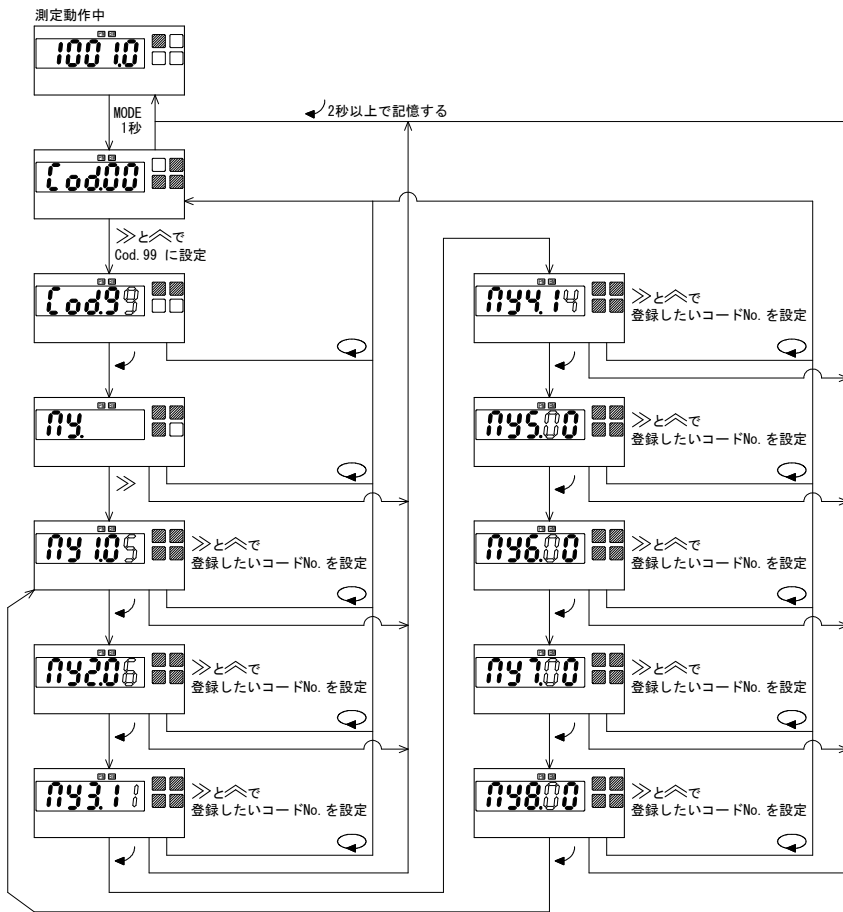 測定動作中
1001.0
MODE
1秒
2秒以上で記憶する
Cod.00
≫と︽で
Cod.99 に設定
Cod.99
My.
≫
My1.05
≫と︽で
登録したいコードNo. を設定
My2.06
≫と︽で
登録したいコードNo. を設定
My3.11
≫と︽で
登録したいコードNo. を設定
My4.14
≫と︽で
登録したいコードNo. を設定
My5.00
≫と︽で
登録したいコードNo. を設定
My6.00
≫と︽で
登録したいコードNo. を設定
My7.00
≫と︽で
登録したいコードNo. を設定
My8.00
≫と︽で
登録したいコードNo. を設定